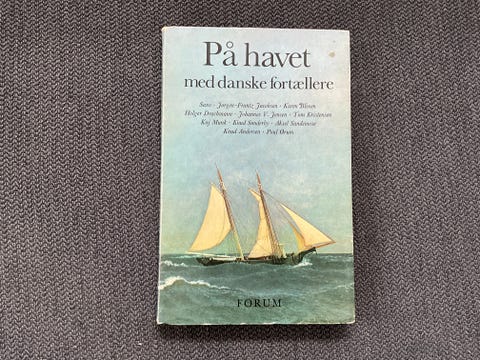 På havet
med danske fortællere
Saxo · Jørgen-Frantz Jacobsen · Karen Blixen
Holger Drachmann · Johannes V. Jensen · Tom Kristensen
Kaj Munk · Knud Sønderby · Aksel Sandemose
Knud Andersen · Poul Ørum
FORUM